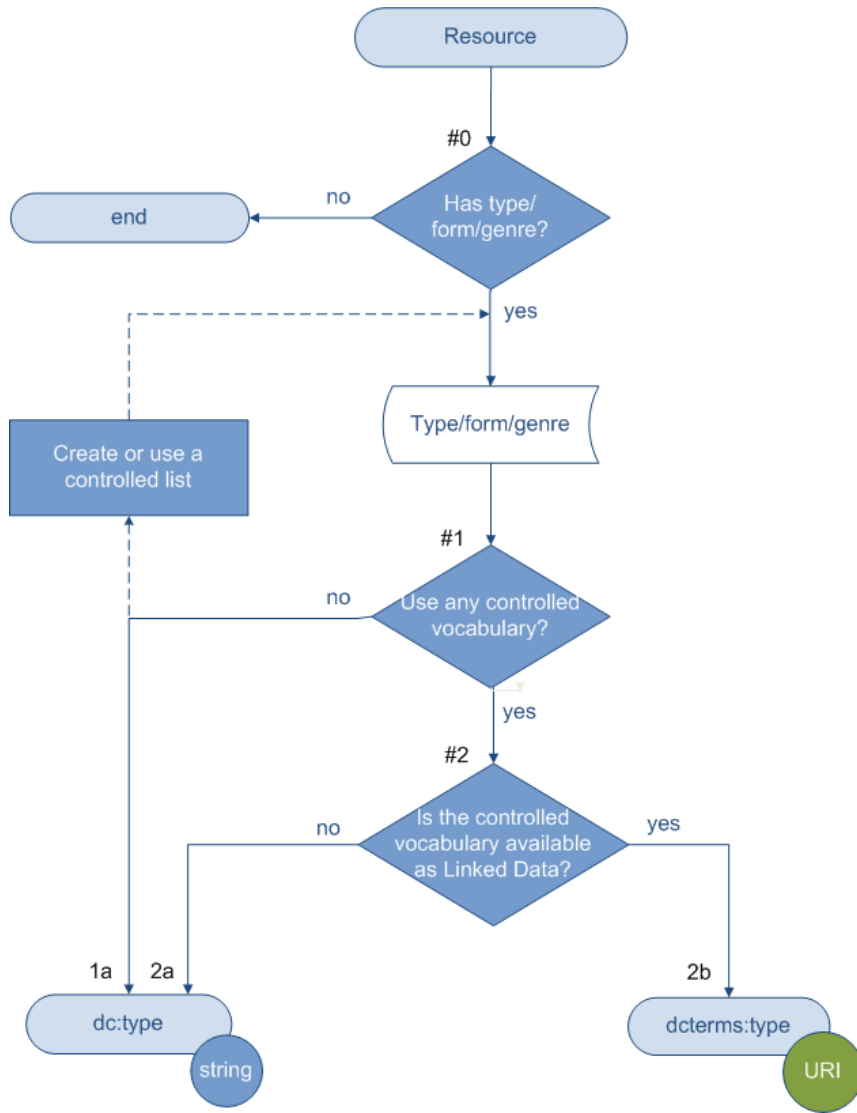 Resource
#0
Has type/
form/genre?
no
end
yes
Type/form/genre
Create or use a
controlled list
#1
Use any controlled
vocabulary?
no
yes
#2
Is the controlled
vocabulary available
as Linked Data?
no
yes
1a
2a
2b
dc:type
string
dcterms:type
URI